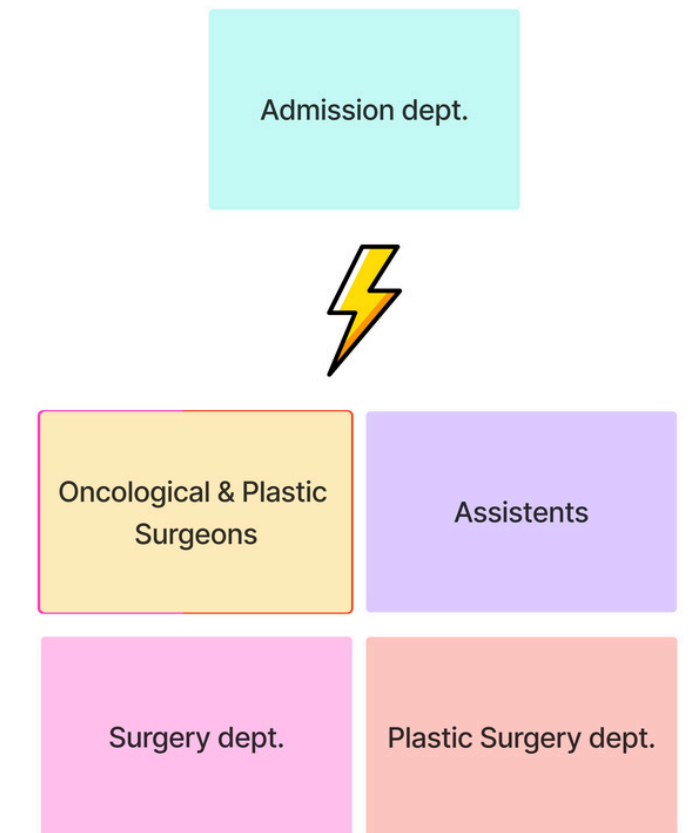 Admission dept.
Oncological & Plastic
Surgeons
Assistents
Surgery dept.
Plastic Surgery dept.